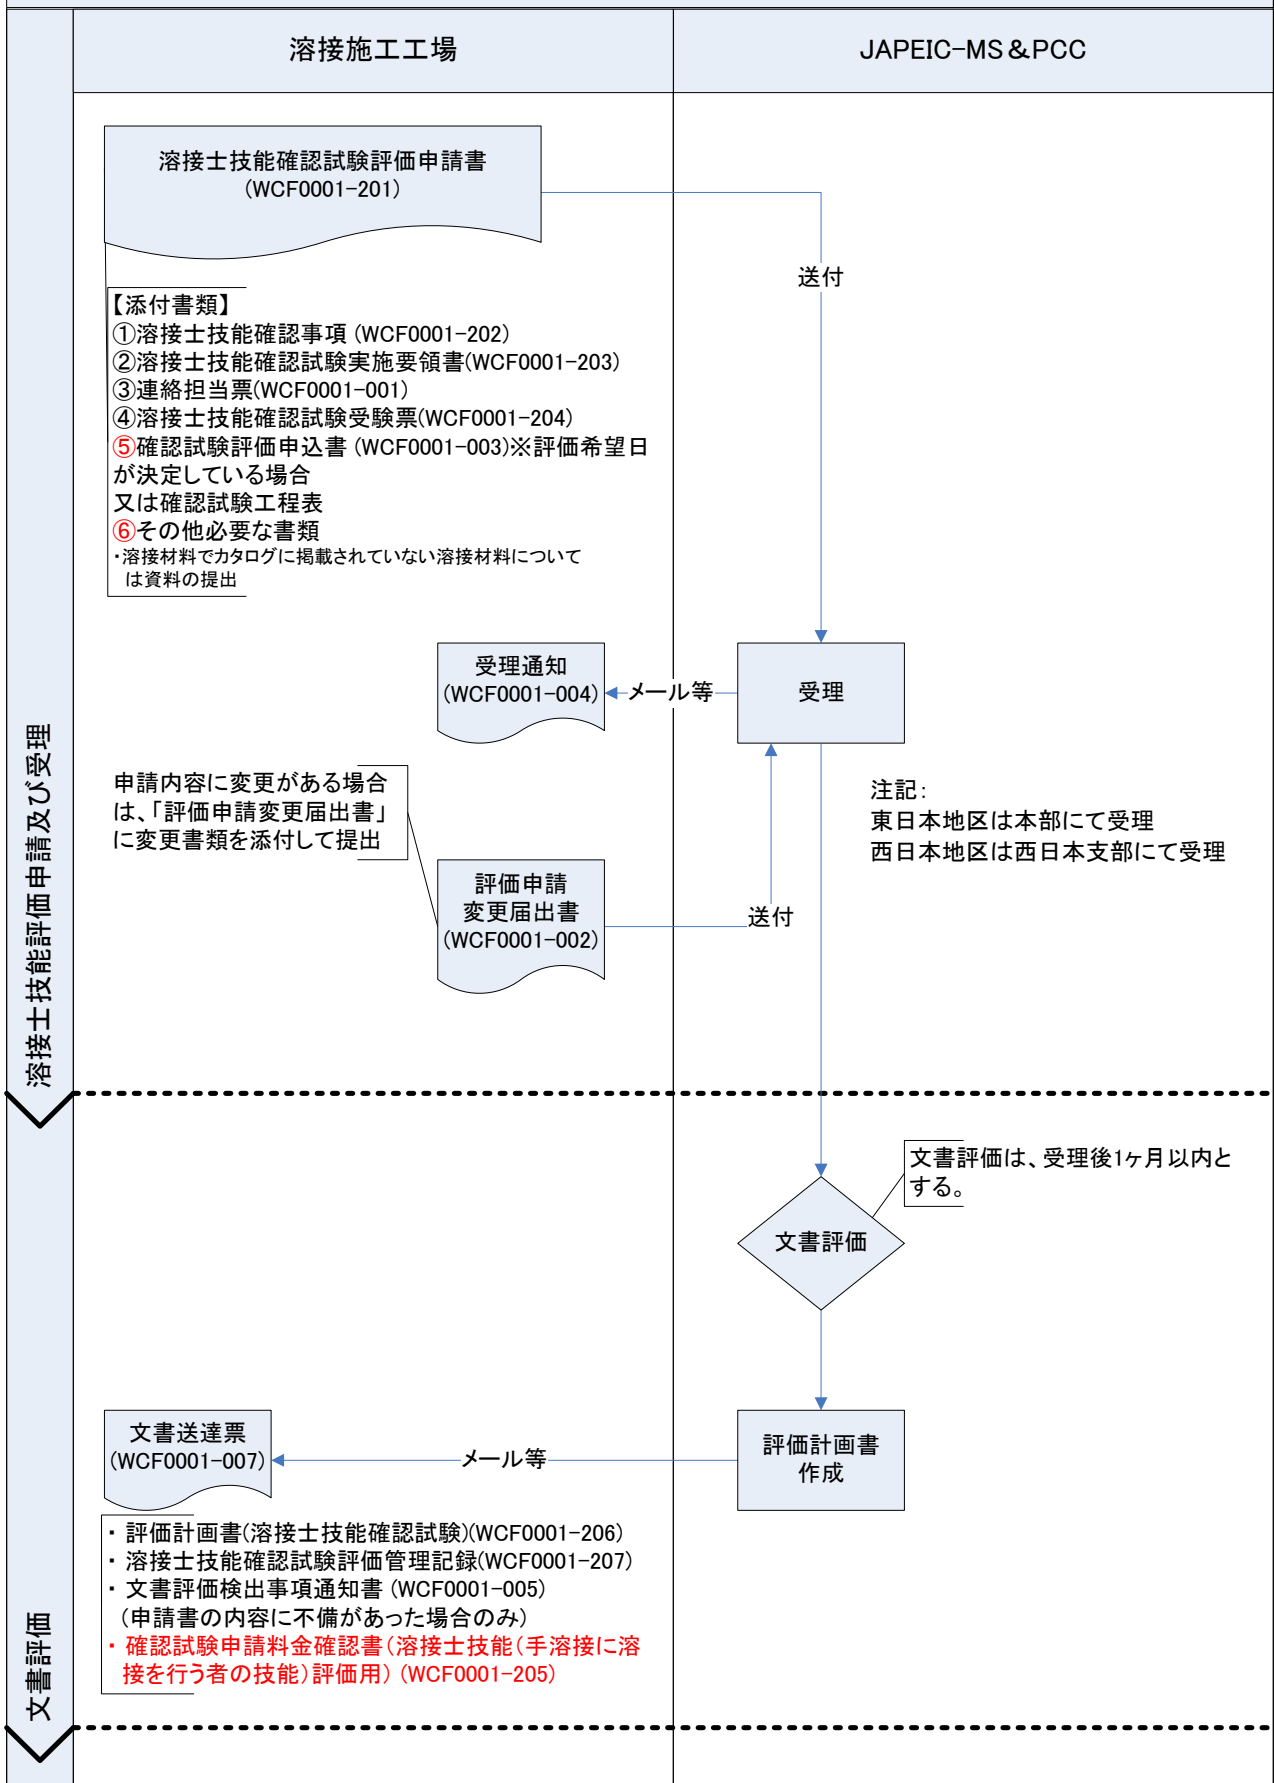 溶接施工工場
JAPEIC-MS＆PCC
溶接士技能評価申請及び受理
溶接士技能確認試験評価申請書
(WCF0001-201)
送付
【添付書類】
①溶接士技能確認事項 (WCF0001-202)
②溶接士技能確認試験実施要領書(WCF0001-203)
③連絡担当票(WCF0001-001)
④溶接士技能確認試験受験票(WCF0001-204)
⑤確認試験評価申込書 (WCF0001-003)※評価希望日
が決定している場合
又は確認試験工程表
⑥その他必要な書類
・溶接材料でカタログに掲載されていない溶接材料について
は資料の提出
受理通知
(WCF0001-004)
メール等
受理
申請内容に変更がある場合
は、「評価申請変更届出書」
に変更書類を添付して提出
注記：
東日本地区は本部にて受理
西日本地区は西日本支部にて受理
評価申請
変更届出書
(WCF0001-002)
送付
文書評価
文書評価は、受理後1ヶ月以内と
する。
文書評価
文書送達票
(WCF0001-007)
メール等
評価計画書
作成
・ 評価計画書(溶接士技能確認試験)(WCF0001-206)
・ 溶接士技能確認試験評価管理記録(WCF0001-207)
・ 文書評価検出事項通知書 (WCF0001-005)
（申請書の内容に不備があった場合のみ）
・ 確認試験申請料金確認書（溶接士技能（手溶接に溶
接を行う者の技能）評価用） (WCF0001-205)